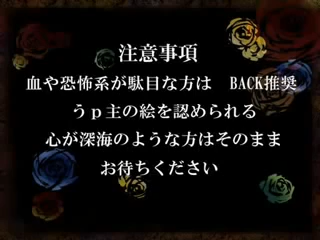 注意事項
血や恐怖系が駄目な方は　BACK推奨
うｐ主の絵を認められる
心が深海のような方はそのまま
お待ちください